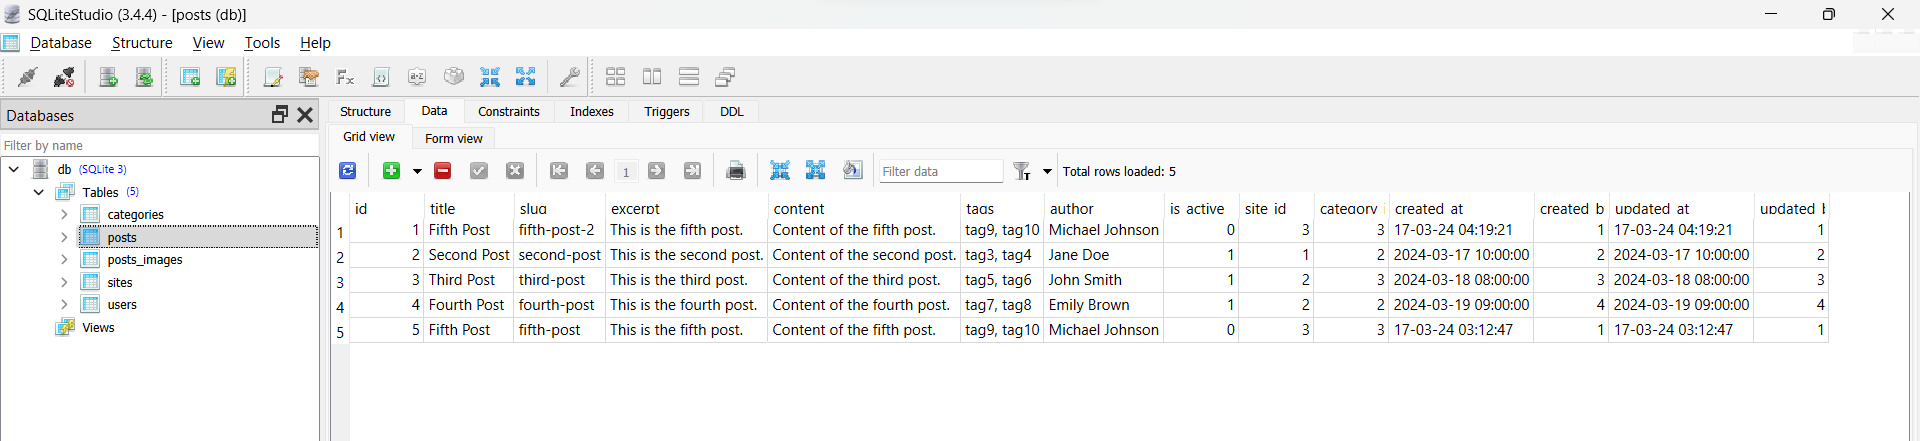 SQLiteStudio (3.4.4) - [posts (db)]
Database Structure View Tools Help
Databases
Filter by name
db (SQLite 3)
Tables (5)
categories
posts
posts_images
sites
users
Views
Structure Data Constraints Indexes Triggers DDL
Grid view Form view
1 Filter data Total rows loaded: 5
id title slug excerpt content tags author is_active site_id category_ created_at created_b updated_at updated_b
1 1 Fifth Post fifth-post-2 This is the fifth post. Content of the fifth post. tag9, tag10 Michael Johnson 0 3 3 17-03-24 04:19:21 1 17-03-24 04:19:21 1
2 2 Second Post second-post This is the second post. Content of the second post. tag3, tag4 Jane Doe 1 1 2 2024-03-17 10:00:00 2 2024-03-17 10:00:00 2
3 3 Third Post third-post This is the third post. Content of the third post. tag5, tag6 John Smith 1 2 3 2024-03-18 08:00:00 3 2024-03-18 08:00:00 3
4 4 Fourth Post fourth-post This is the fourth post. Content of the fourth post. tag7, tag8 Emily Brown 1 2 2 2024-03-19 09:00:00 4 2024-03-19 09:00:00 4
5 5 Fifth Post fifth-post This is the fifth post. Content of the fifth post. tag9, tag10 Michael Johnson 0 3 3 17-03-24 03:12:47 1 17-03-24 03:12:47 1